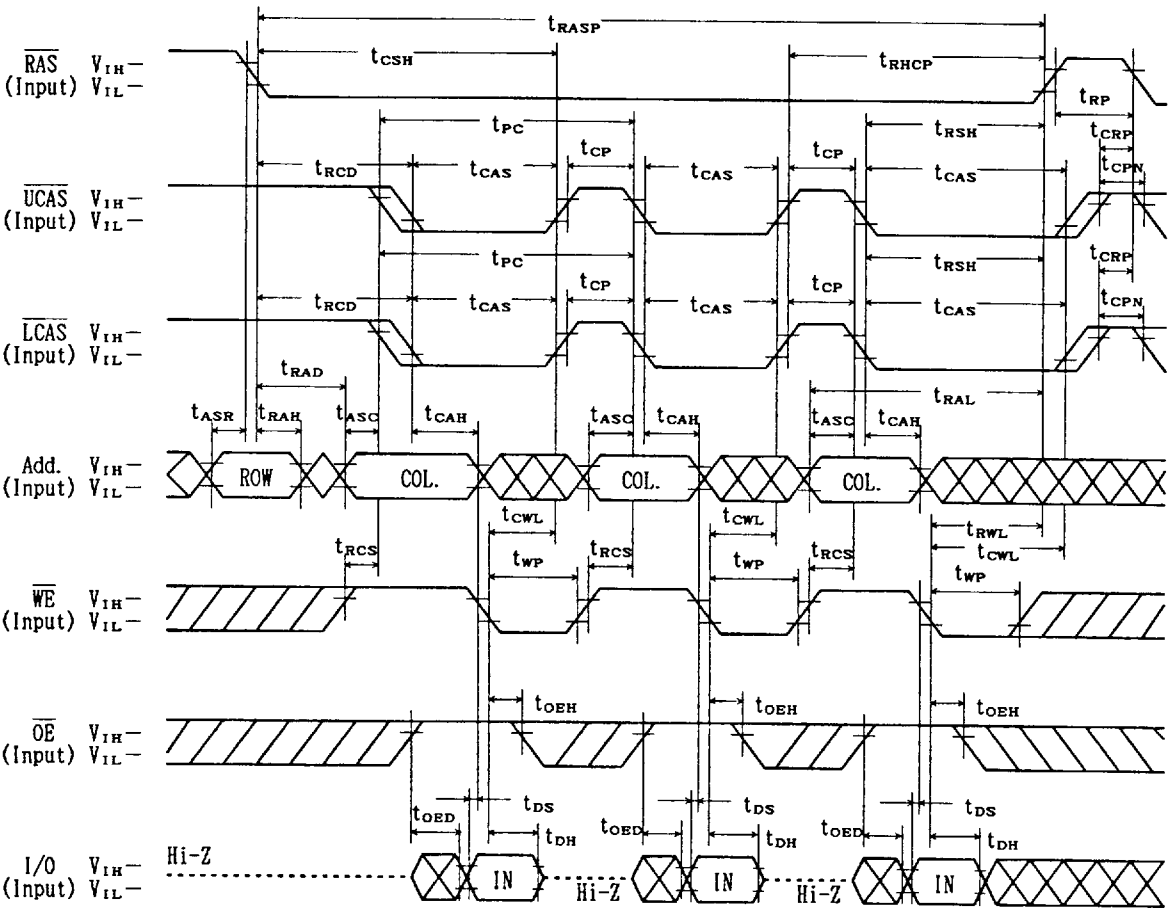 tRASP
tCSH
tRHCP
RAS VIH—
(Input) VIL—
tRP
tPC
tRSH
tCRP
tRCD
tCAS
tCP
tCAS
tCP
tCAS
tCPN
UCAS VIH—
(Input) VIL—
tPC
tRSH
tCRP
tRCD
tCAS
tCP
tCAS
tCP
tCAS
tCPN
LCAS VIH—
(Input) VIL—
tRAD
tRAL
tASR
tRAH
tASC
tCAH
tASC
tCAH
tASC
tCAH
Add. VIH—
(Input) VIL—
ROW
COL.
COL.
COL.
tCWL
tCWL
tRWL
tCWL
tRCS
tWP
tRCS
tWP
tRCS
tWP
WE VIH—
(Input) VIL—
tOEH
tOEH
tOEH
OE VIH—
(Input) VIL—
tDS
tDS
tDS
tOED
tDH
tOED
tDH
tOED
tDH
I/O VIH—
(Input) VIL—
Hi-Z
IN
Hi-Z
IN
Hi-Z
IN